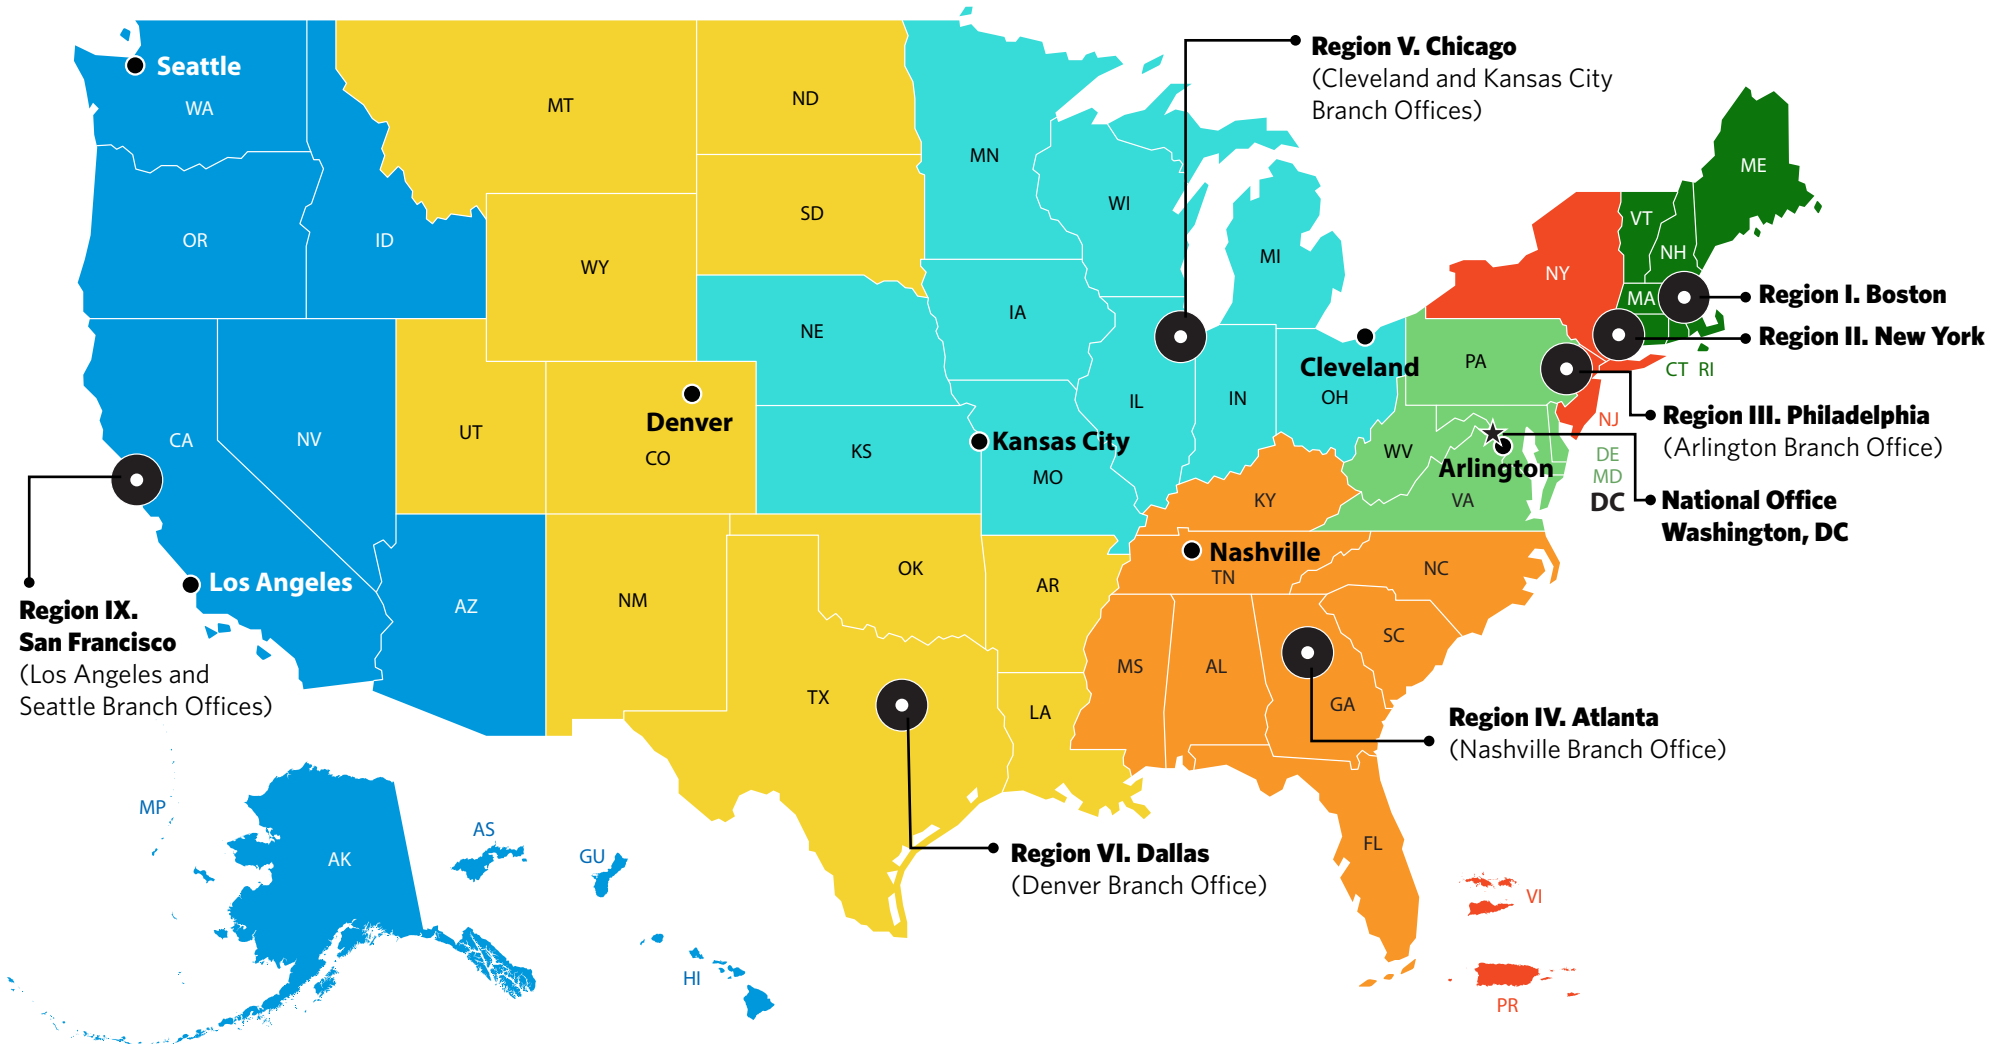 Seattle
WA
MT
ND
MN
WI
MI
OR
ID
WY
SD
NE
IA
IL
IN
OH
Cleveland
CA
NV
UT
Denver
CO
KS
Kansas City
MO
KY
WV
Arlington
VA
PA
NY
VT
NH
ME
MA
CT RI
NJ
DE
MD
DC
Los Angeles
AZ
NM
OK
AR
TX
LA
Nashville
TN
NC
SC
MS
AL
GA
FL
MP
AK
AS
GU
HI
VI
PR
Region V. Chicago
(Cleveland and Kansas City
Branch Offices)
Region I. Boston
Region II. New York
Region III. Philadelphia
(Arlington Branch Office)
National Office
Washington, DC
Region IV. Atlanta
(Nashville Branch Office)
Region VI. Dallas
(Denver Branch Office)
Region IX.
San Francisco
(Los Angeles and
Seattle Branch Offices)